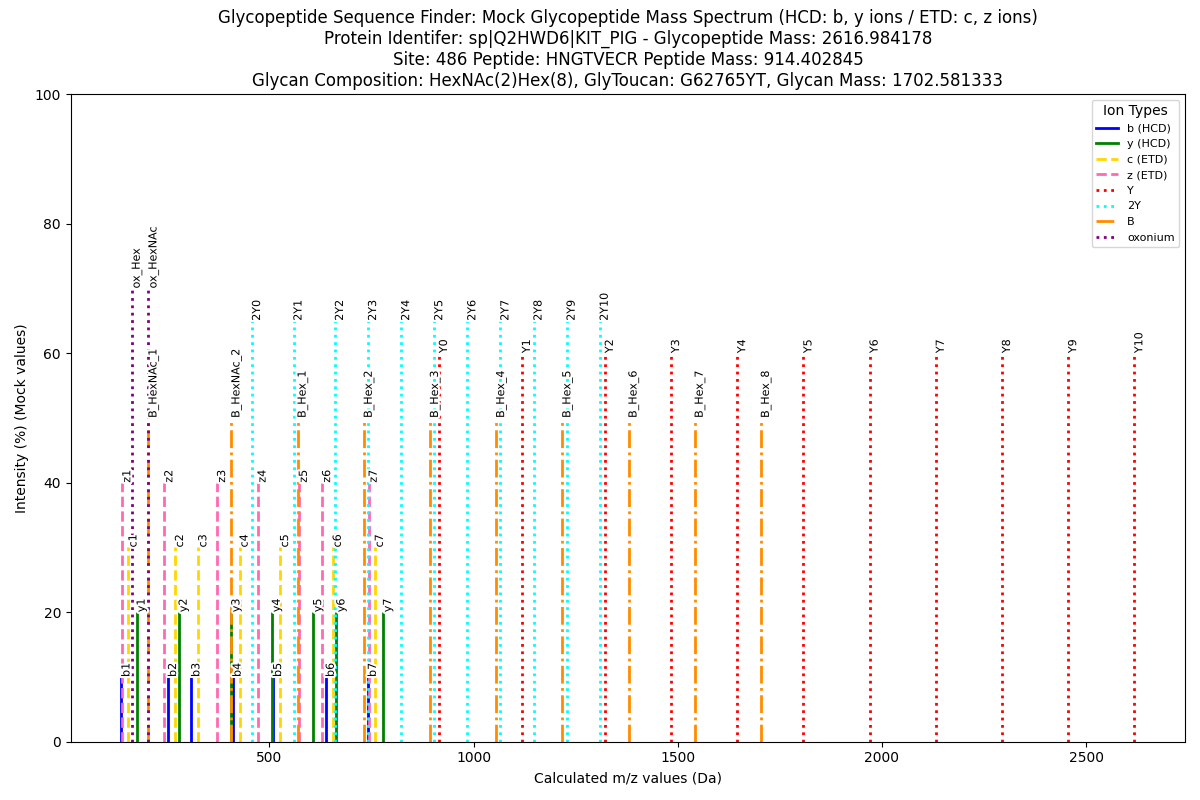 Glycopeptide Sequence Finder: Mock Glycopeptide Mass Spectrum (HCD: b, y ions / ETD: c, z ions)
Protein Identifer: sp|Q2HWD6|KIT_PIG - Glycopeptide Mass: 2616.984178
Site: 486 Peptide: HNGTVECR Peptide Mass: 914.402845
Glycan Composition: HexNAc(2)Hex(8), GlyToucan: G62765YT, Glycan Mass: 1702.581333
Intensity (%) (Mock values)
100
80
60
40
20
0
Ion Types
b (HCD)
y (HCD)
c (ETD)
z (ETD)
Y
2Y
B
oxonium
ox_Hex
ox_HexNAc
2Y0
2Y1
2Y2
2Y3
2Y4
2Y5
2Y6
2Y7
2Y8
2Y9
2Y10
Y0
Y1
Y2
Y3
Y4
Y5
Y6
Y7
Y8
Y9
Y10
B_HexNAc_1
B_HexNAc_2
B_Hex_1
B_Hex_2
B_Hex_3
B_Hex_4
B_Hex_5
B_Hex_6
B_Hex_7
B_Hex_8
z1
z2
z3
z4
z5
z6
z7
c1
c2
c3
c4
c5
c6
c7
y1
y2
y3
y4
y5
y6
y7
b1
b2
b3
b4
b5
b6
b7
500
1000
1500
2000
2500
Calculated m/z values (Da)